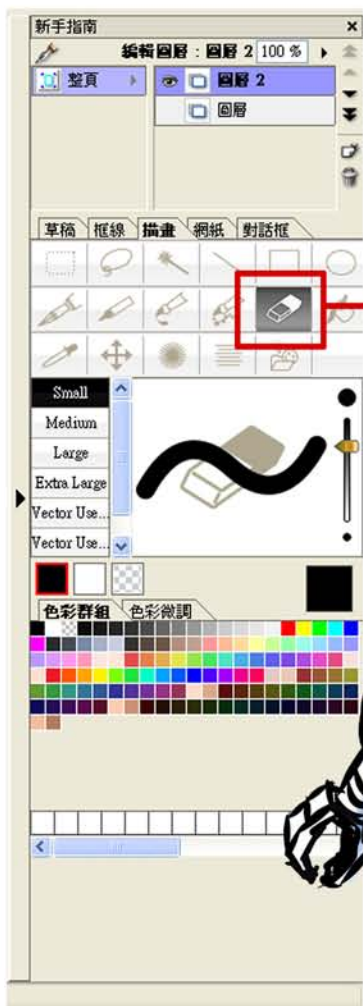 新手指南
編輯圖層：圖層 2 100 %
整頁
圖層 2
圖層
草稿 框線 描畫 網紙 對話框
Small
Medium
Large
Extra Large
Vector Use...
Vector Use...
色彩群組 色彩微調